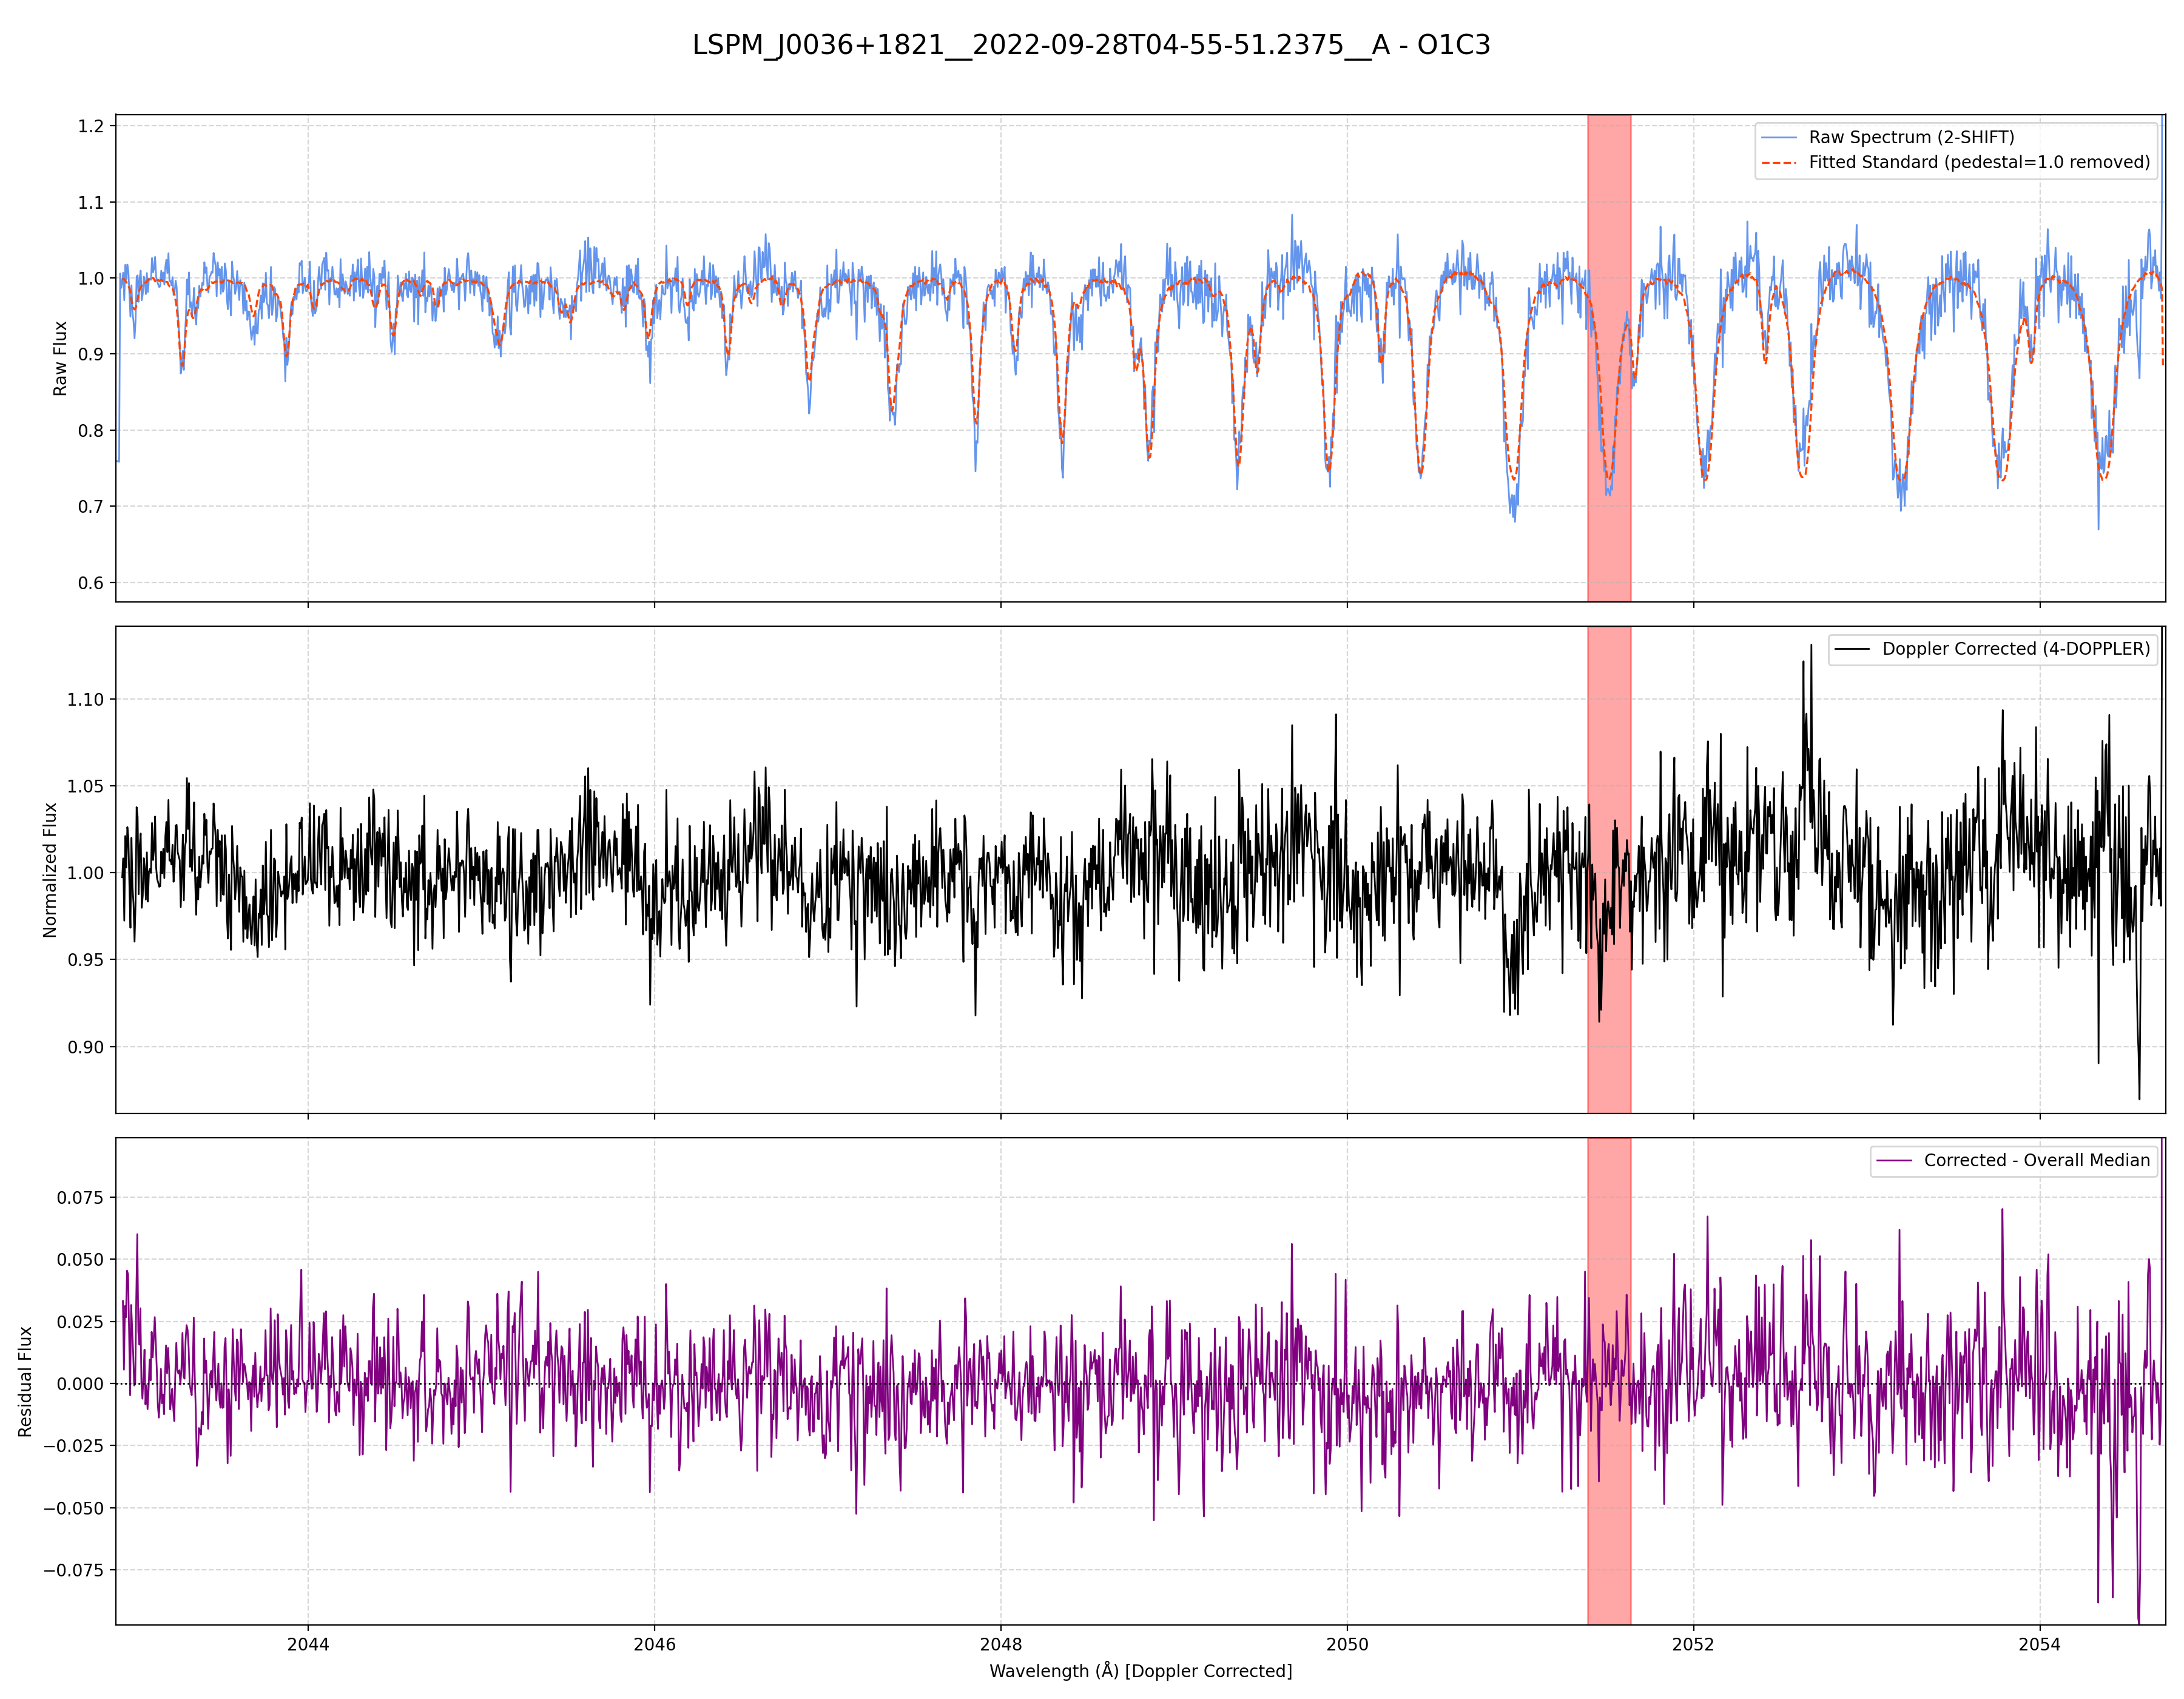 LSPM_J0036+1821__2022-09-28T04-55-51.2375__A - O1C3
1.2
1.1
1.0
0.9
0.8
0.7
0.6
Raw Flux
Raw Spectrum (2-SHIFT)
Fitted Standard (pedestal=1.0 removed)
1.10
1.05
1.00
0.95
0.90
Normalized Flux
Doppler Corrected (4-DOPPLER)
0.075
0.050
0.025
0.000
−0.025
−0.050
−0.075
Residual Flux
Corrected - Overall Median
2044 2046 2048 2050 2052 2054
Wavelength (Å) [Doppler Corrected]